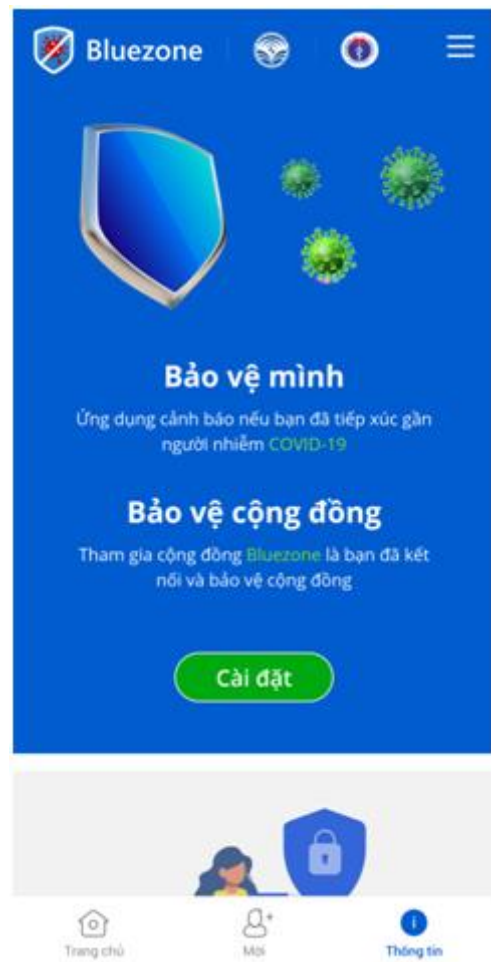 Bluezone
Bảo vệ mình
Ứng dụng cảnh báo nếu bạn đã tiếp xúc gần
người nhiễm COVID-19
Bảo vệ cộng đồng
Tham gia cộng đồng Bluezone là bạn đã kết
nối và bảo vệ cộng đồng
Cài đặt
Trang chủ
Mời
Thông tin